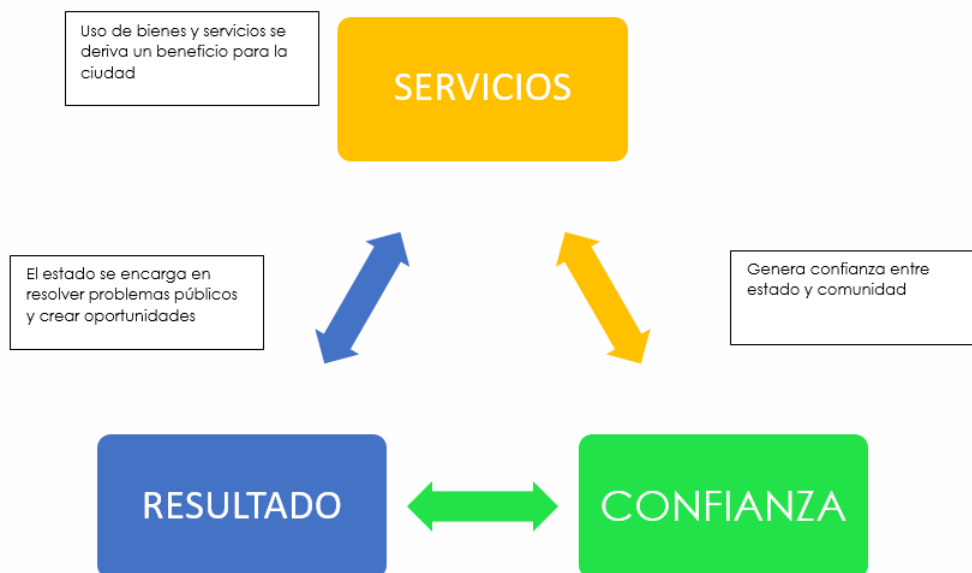 Uso de bienes y servicios se
deriva un beneficio para la
ciudad
SERVICIOS
El estado se encarga en
resolver problemas públicos
y crear oportunidades
Genera confianza entre
estado y comunidad
RESULTADO
CONFIANZA